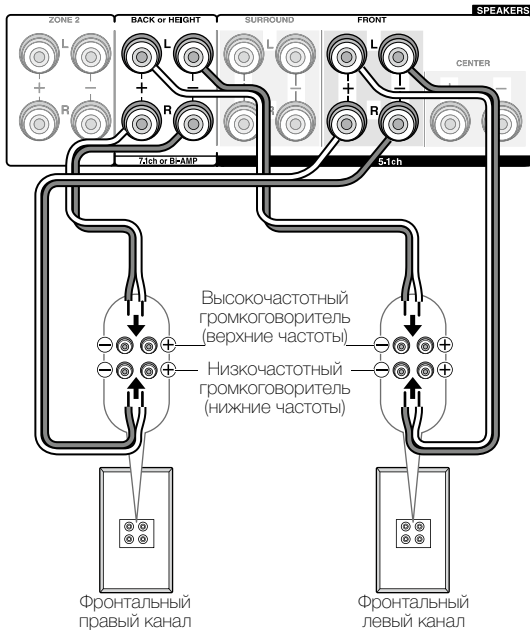 SPEAKERS
ZONE 2
BACK or HEIGHT
SURROUND
FRONT
CENTER
L
L
L
+ −
+ −
−
+ −
+ −
R
R
R
7.1ch or Bi-AMP
5.1ch
Высокочастотный
громкоговоритель
(верхние частоты)
− +
− +
Низкочастотный
громкоговоритель
(нижние частоты)
− +
− +
Фронтальный
правый канал
Фронтальный
левый канал